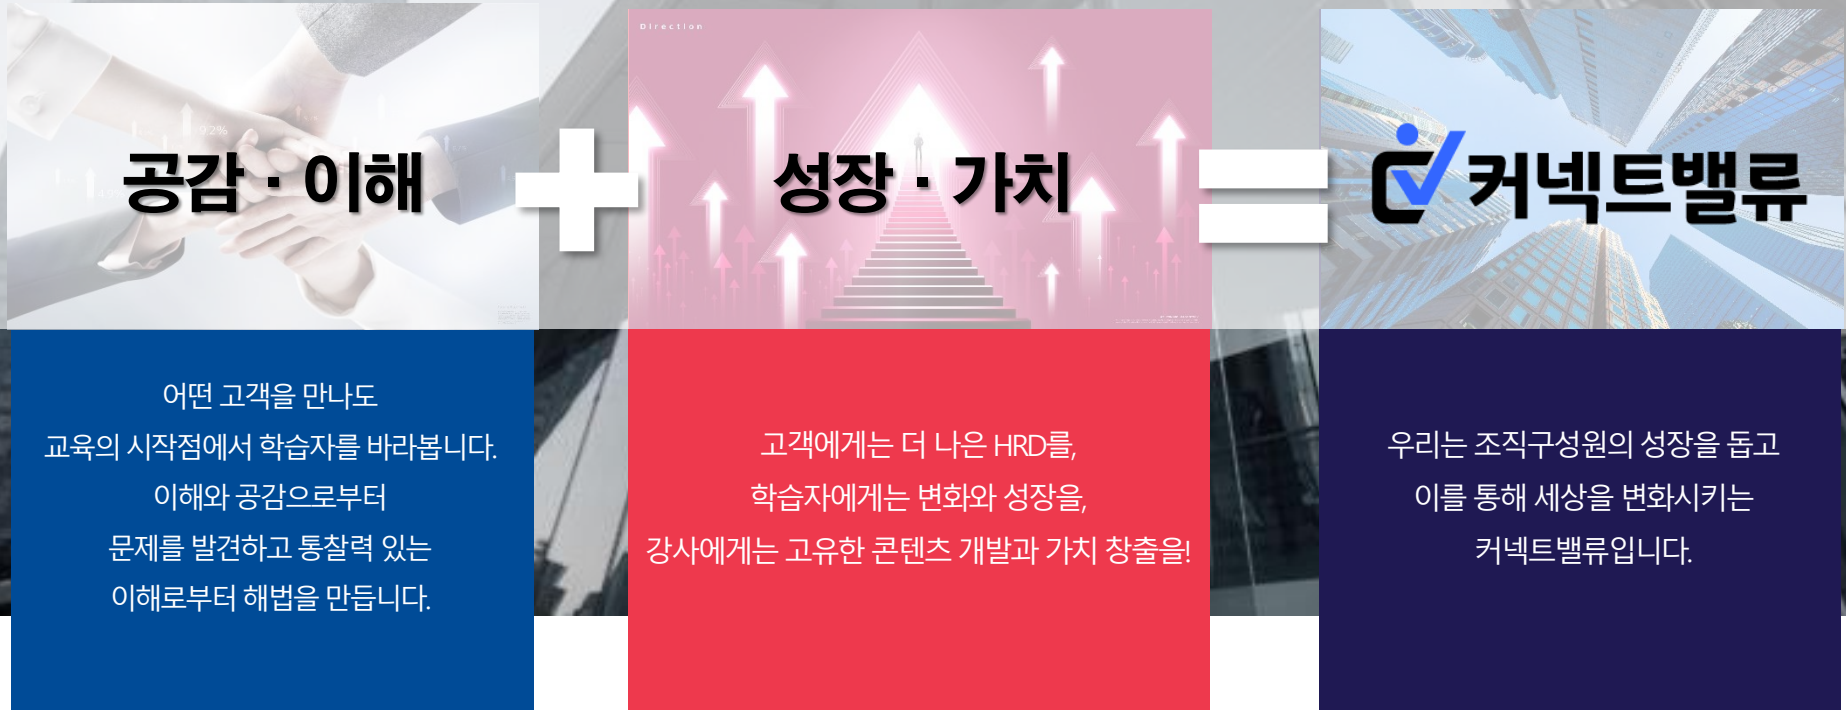 공감 · 이해
9.2%
어떤 고객을 만나도
교육의 시작점에서 학습자를 바라봅니다.
이해와 공감으로부터
문제를 발견하고 통찰력 있는
이해로부터 해법을 만듭니다.
Direction
성장 · 가치
고객에게는 더 나은 HRD를,
학습자에게는 변화와 성장을,
강사에게는 고유한 콘텐츠 개발과 가치 창출을!
커넥트밸류
우리는 조직구성원의 성장을 돕고
이를 통해 세상을 변화시키는
커넥트밸류입니다.